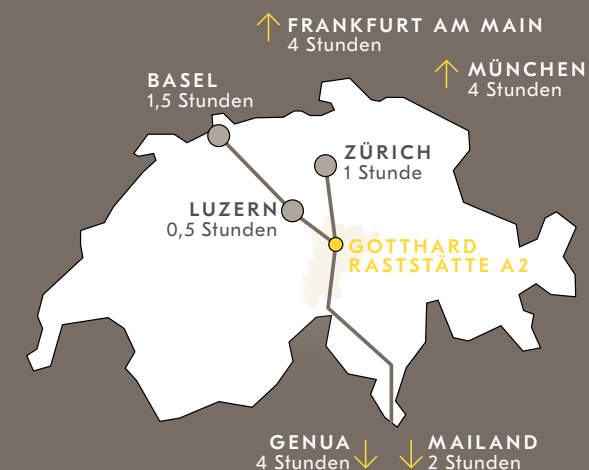 FRANKFURT AM MAIN
4 Stunden
MÜNCHEN
4 Stunden
BASEL
1,5 Stunden
ZÜRICH
1 Stunde
LUZERN
0,5 Stunden
GOTTHARD
RASTSTÄTTE A2
GENUA
4 Stunden
MAILAND
2 Stunden